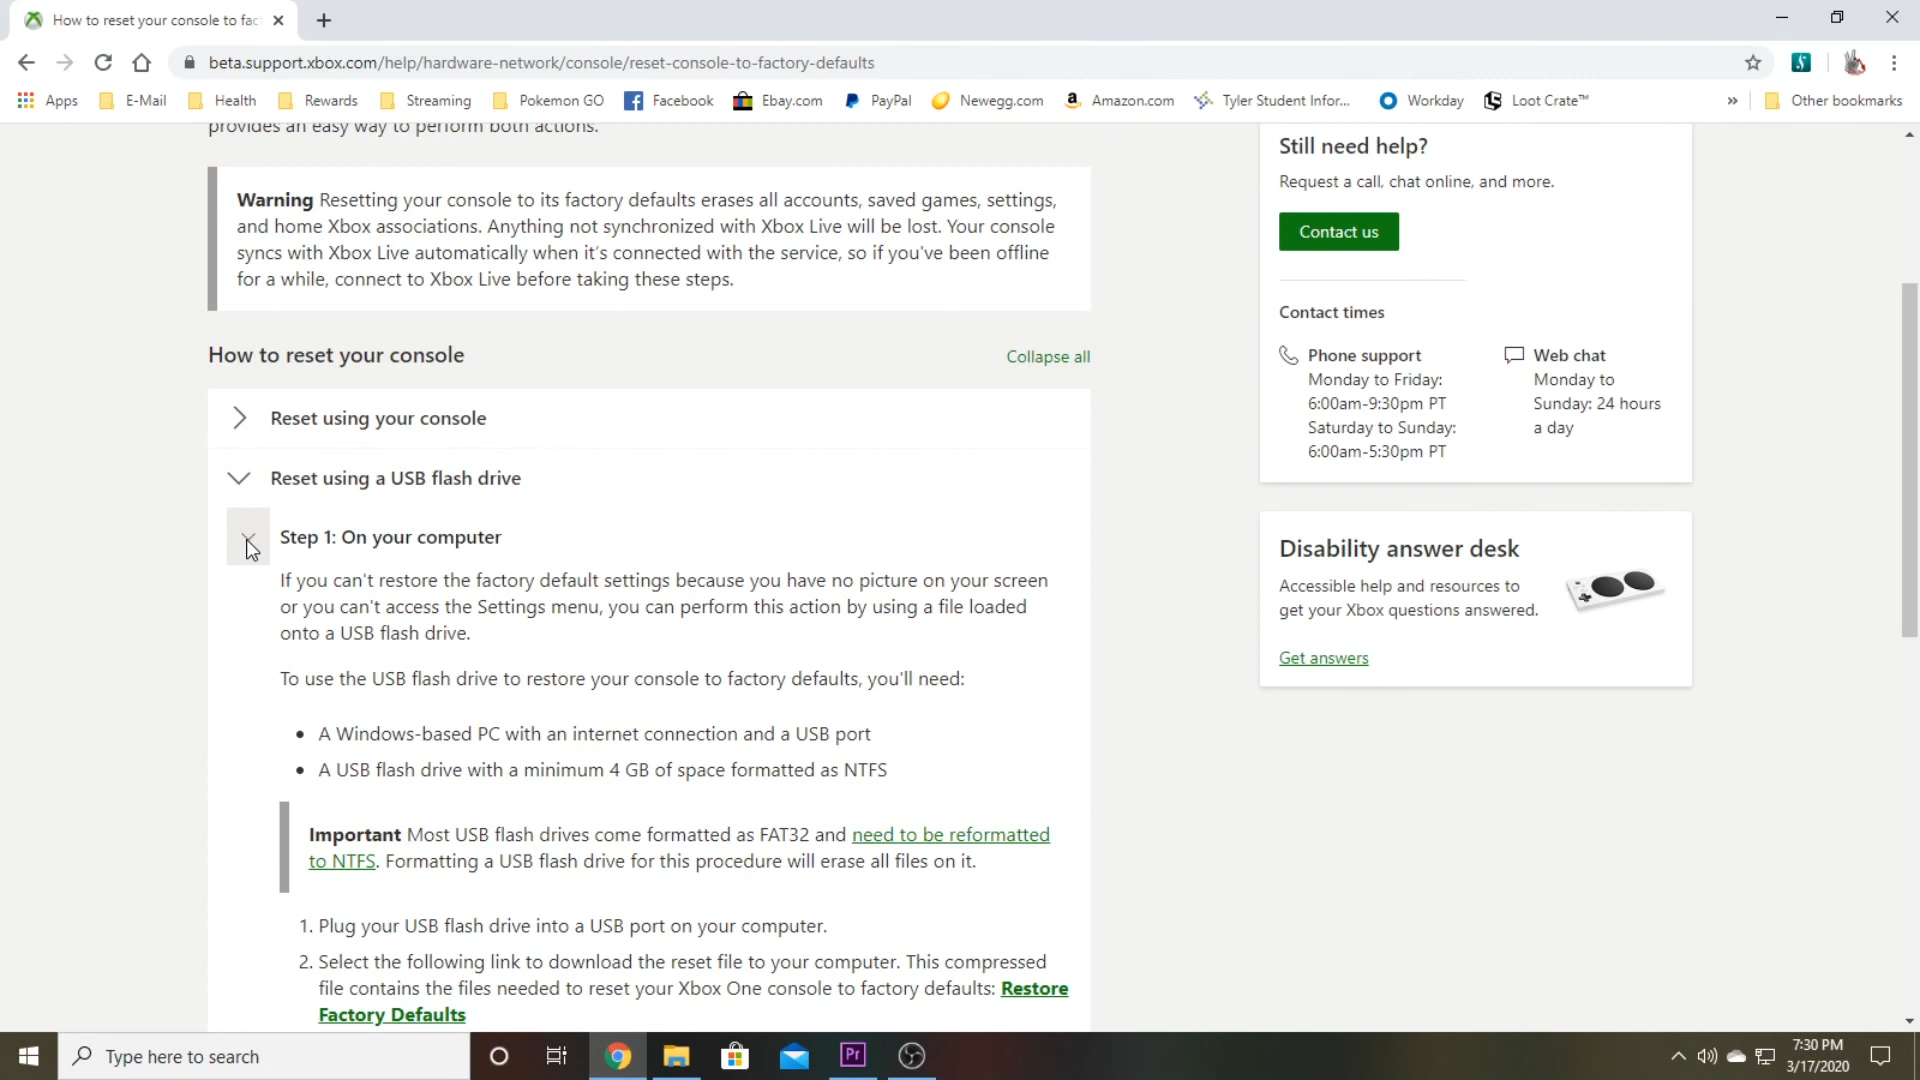 How to reset your console to fac
beta.support.xbox.com/help/hardware-network/console/reset-console-to-factory-defaults
Apps E-Mail Health Rewards Streaming Pokemon GO Facebook Ebay.com PayPal Newegg.com Amazon.com Tyler Student Infor... Workday Loot Crate™ » Other bookmarks
provides an easy way to perform both actions.
Warning Resetting your console to its factory defaults erases all accounts, saved games, settings,
and home Xbox associations. Anything not synchronized with Xbox Live will be lost. Your console
syncs with Xbox Live automatically when it's connected with the service, so if you've been offline
for a while, connect to Xbox Live before taking these steps.
How to reset your console
Collapse all
Reset using your console
Reset using a USB flash drive
Step 1: On your computer
If you can't restore the factory default settings because you have no picture on your screen
or you can't access the Settings menu, you can perform this action by using a file loaded
onto a USB flash drive.
To use the USB flash drive to restore your console to factory defaults, you'll need:
• A Windows-based PC with an internet connection and a USB port
• A USB flash drive with a minimum 4 GB of space formatted as NTFS
Important Most USB flash drives come formatted as FAT32 and need to be reformatted
to NTFS. Formatting a USB flash drive for this procedure will erase all files on it.
1. Plug your USB flash drive into a USB port on your computer.
2. Select the following link to download the reset file to your computer. This compressed
file contains the files needed to reset your Xbox One console to factory defaults: Restore
Factory Defaults
Still need help?
Request a call, chat online, and more.
Contact us
Contact times
Phone support
Monday to Friday:
6:00am-9:30pm PT
Saturday to Sunday:
6:00am-5:30pm PT
Web chat
Monday to
Sunday: 24 hours
a day
Disability answer desk
Accessible help and resources to
get your Xbox questions answered.
Get answers
Type here to search
Pr
7:30 PM
3/17/2020